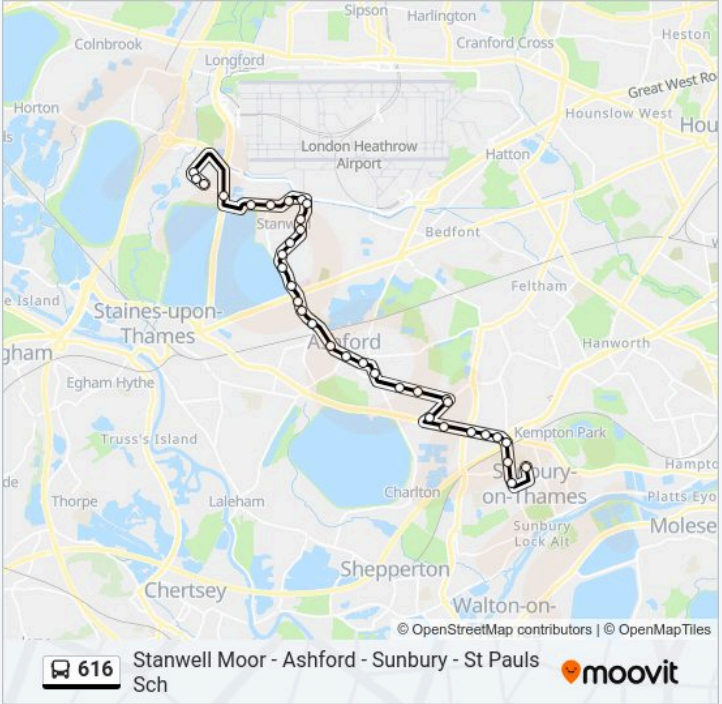 Sipson
Harlington
Colnbrook
Cranford Cross
Heston
Longford
Great West Ro
Horton
Hounslow West
Hou
London Heathrow
Airport
Hatton
Stanw
Bedfont
e Island
Staines-upon-
Thames
Feltham
Ashford
Hanworth
gham
Egham Hythe
Truss's Island
Kempton Park
de
Thorpe
Laleham
Charlton
Sunbury-
on-Thames
Hampto
Platts Eyo
Sunbury
Lock Ait
Molese
Shepperton
Chertsey
Walton-on-
© OpenStreetMap contributors | © OpenMapTiles
616
Stanwell Moor - Ashford - Sunbury - St Pauls
Sch
moovit